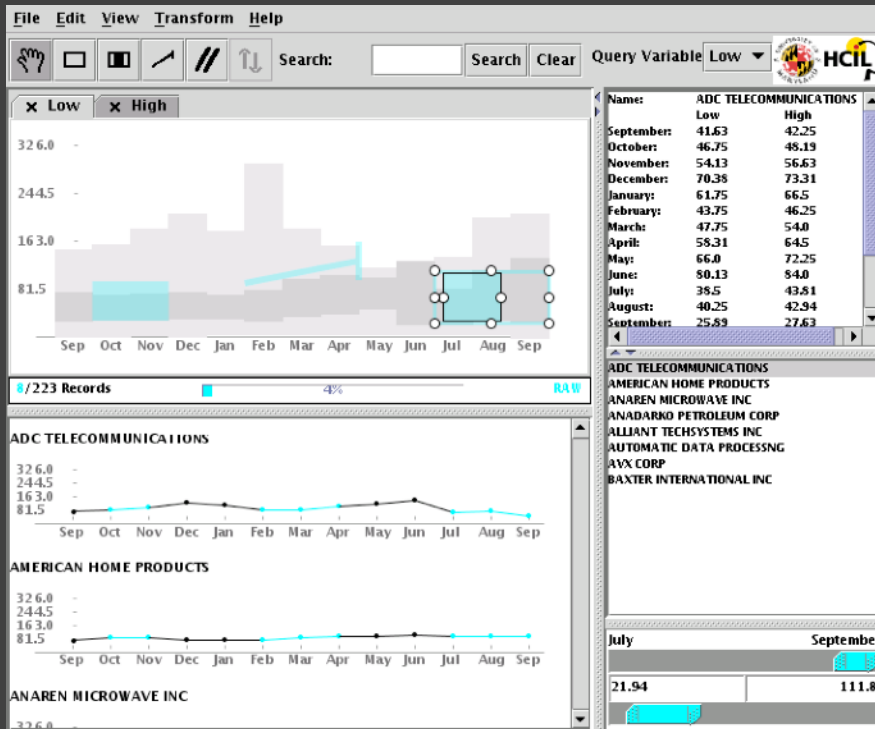 File Edit View Transform Help
Search: Search Clear Query Variable Low UNIVERSITY OF MARYLAND HCIL
Low High
326.0
244.5
163.0
81.5
Sep Oct Nov Dec Jan Feb Mar Apr May Jun Jul Aug Sep
8/223 Records 4% RAW
ADC TELECOMMUNICATIONS
326.0
244.5
163.0
81.5
Sep Oct Nov Dec Jan Feb Mar Apr May Jun Jul Aug Sep
AMERICAN HOME PRODUCTS
326.0
244.5
163.0
81.5
Sep Oct Nov Dec Jan Feb Mar Apr May Jun Jul Aug Sep
ANAREN MICROWAVE INC
326.0
Name: ADC TELECOMMUNICATIONS
Low High
September: 41.63 42.25
October: 46.75 48.19
November: 54.13 56.63
December: 70.38 73.31
January: 61.75 66.5
February: 43.75 46.25
March: 47.75 54.0
April: 58.31 64.5
May: 66.0 72.25
June: 80.13 84.0
July: 38.5 43.81
August: 40.25 42.94
September: 25.89 27.63
ADC TELECOMMUNICATIONS
AMERICAN HOME PRODUCTS
ANAREN MICROWAVE INC
ANADARKO PETROLEUM CORP
ALLIANT TECHSYSTEMS INC
AUTOMATIC DATA PROCESSNG
AVX CORP
BAXTER INTERNATIONAL INC
July Septembe
21.94 111.8